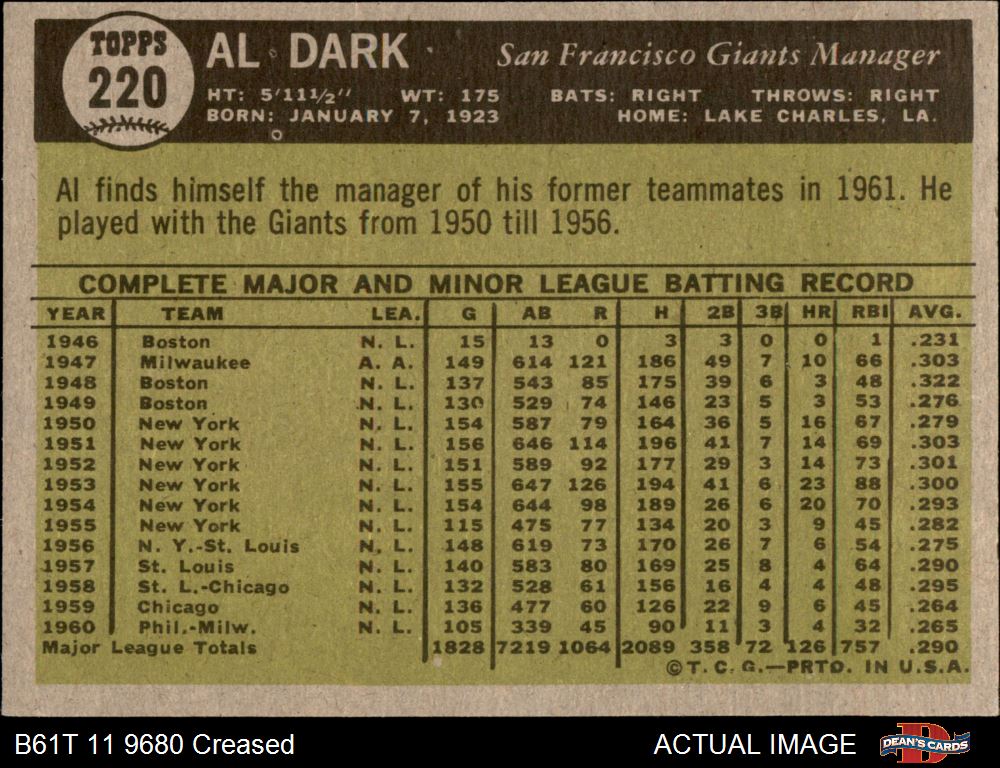 TOPPS
220
AL DARK San Francisco Giants Manager
HT: 5'11½" WT: 175 BATS: RIGHT THROWS: RIGHT
BORN: JANUARY 7, 1923 HOME: LAKE CHARLES, LA.
Al finds himself the manager of his former teammates in 1961. He
played with the Giants from 1950 till 1956.
COMPLETE MAJOR AND MINOR LEAGUE BATTING RECORD
YEAR TEAM LEA. G AB R H 2B 3B HR RBI AVG.
1946 Boston N. L. 15 13 0 3 3 0 0 1 .231
1947 Milwaukee A. A. 149 614 121 186 49 7 10 66 .303
1948 Boston N. L. 137 543 85 175 39 6 3 48 .322
1949 Boston N. L. 130 529 74 146 23 5 3 53 .276
1950 New York N. L. 154 587 79 164 36 5 16 67 .279
1951 New York N. L. 156 646 114 196 41 7 14 69 .303
1952 New York N. L. 151 589 92 177 29 3 14 73 .301
1953 New York N. L. 155 647 126 194 41 6 23 88 .300
1954 New York N. L. 154 644 98 189 26 6 20 70 .293
1955 New York N. L. 115 475 77 134 20 3 9 45 .282
1956 N. Y.-St. Louis N. L. 148 619 73 170 26 7 6 54 .275
1957 St. Louis N. L. 140 583 80 169 25 8 4 64 .290
1958 St. L.-Chicago N. L. 132 528 61 156 16 4 4 48 .295
1959 Chicago N. L. 136 477 60 126 22 9 6 45 .264
1960 Phil.-Milw. N. L. 105 339 45 90 11 3 4 32 .265
Major League Totals 1828 7219 1064 2089 358 72 126 757 .290
© T. C. G.—PRTD. IN U.S.A.
B61T 11 9680 Creased ACTUAL IMAGE
B
DEAN'S CARDS